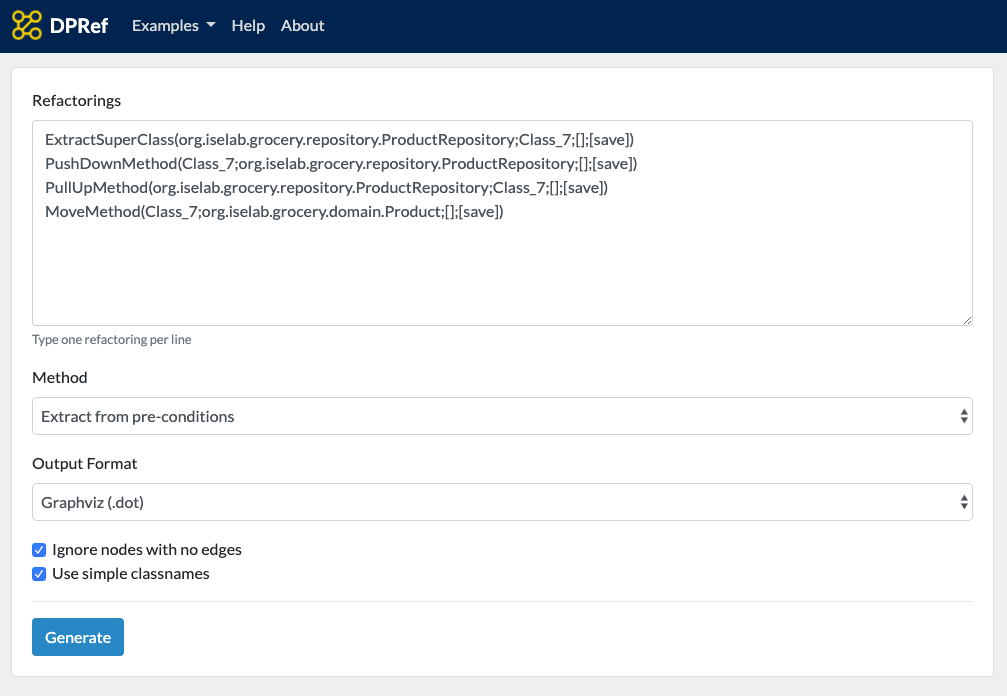 DPRef Examples Help About
Refactorings
ExtractSuperClass(org.iselab.grocery.repository.ProductRepository;Class_7;[];[save])
PushDownMethod(Class_7;org.iselab.grocery.repository.ProductRepository;[];[save])
PullUpMethod(org.iselab.grocery.repository.ProductRepository;Class_7;[];[save])
MoveMethod(Class_7;org.iselab.grocery.domain.Product;[];[save])
Type one refactoring per line
Method
Extract from pre-conditions
Output Format
Graphviz (.dot)
Ignore nodes with no edges
Use simple classnames
Generate